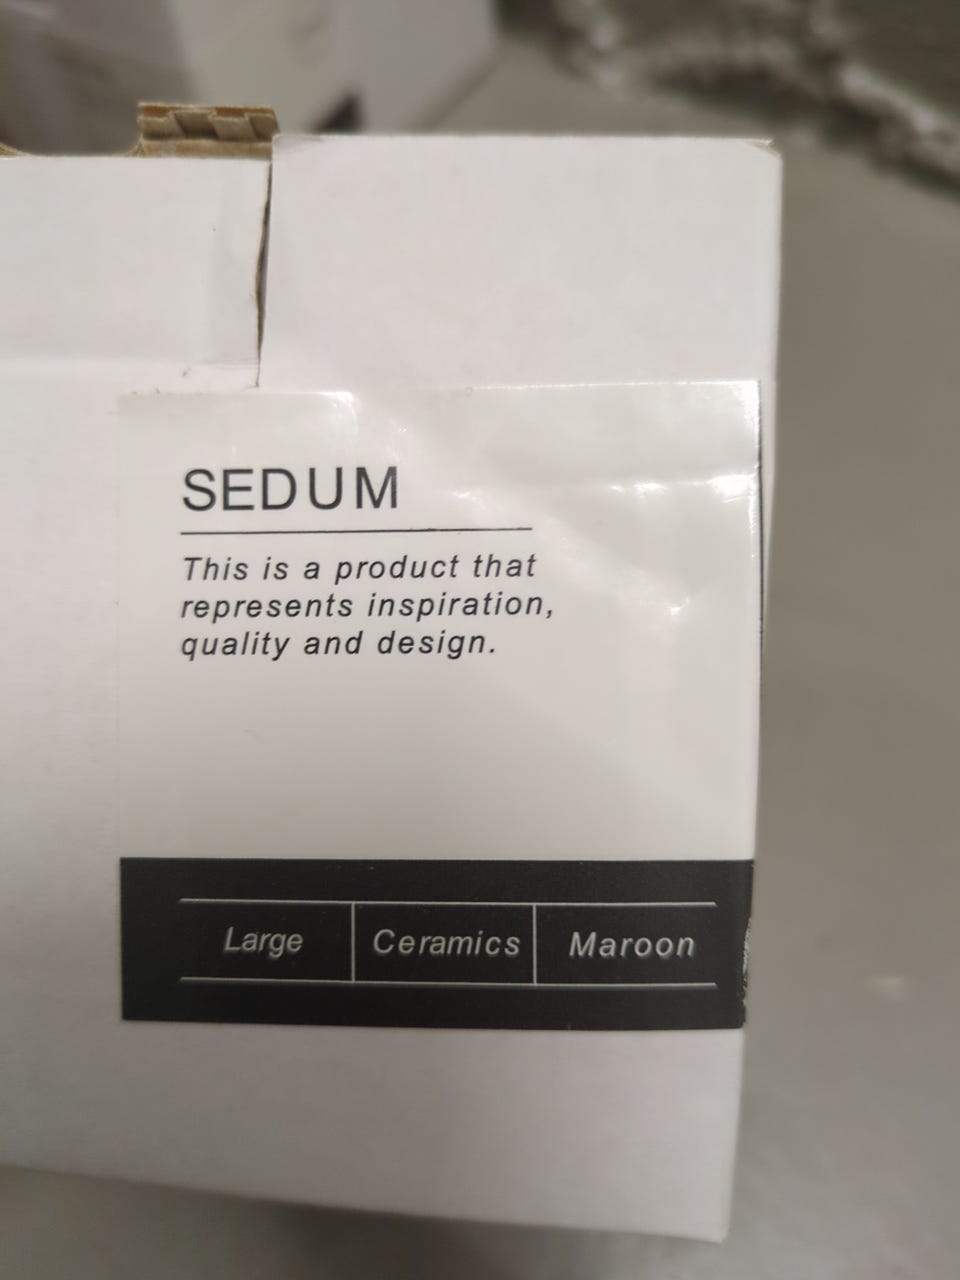 SEDUM
This is a product that
represents inspiration,
quality and design.
Large Ceramics Maroon